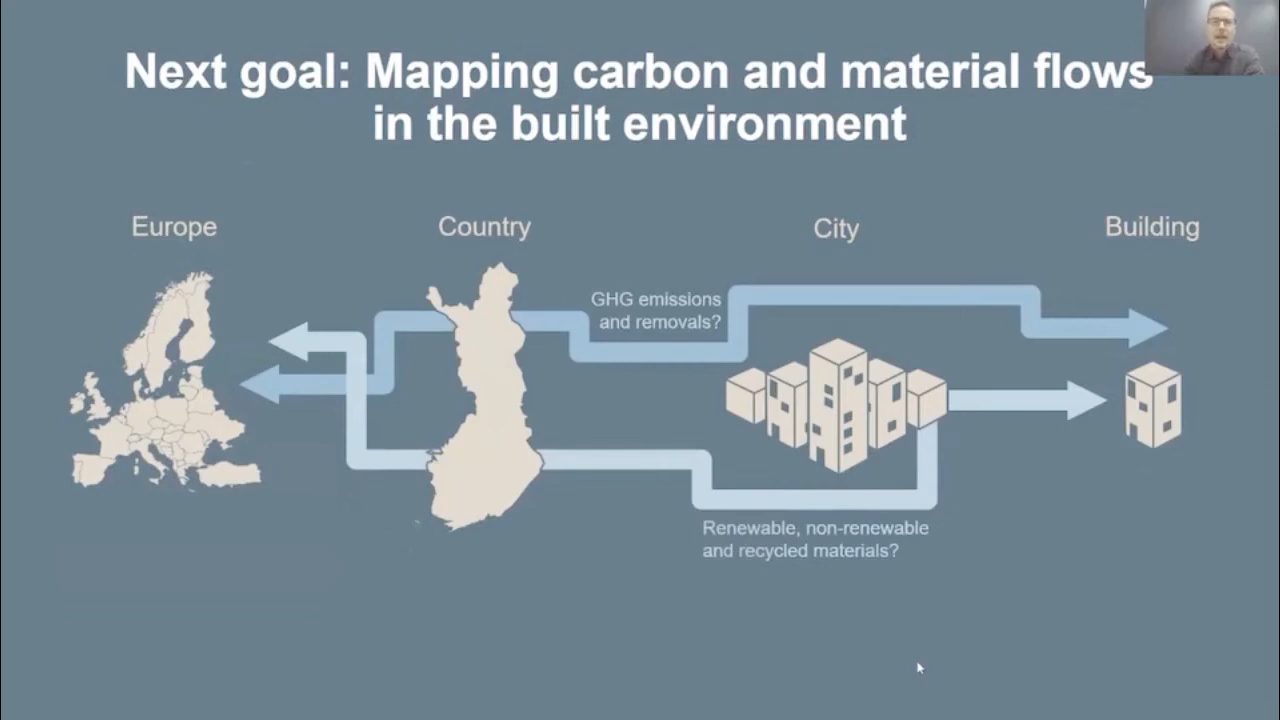 Next goal: Mapping carbon and material flows
in the built environment
Europe
Country
City
Building
GHG emissions
and removals?
Renewable, non-renewable
and recycled materials?